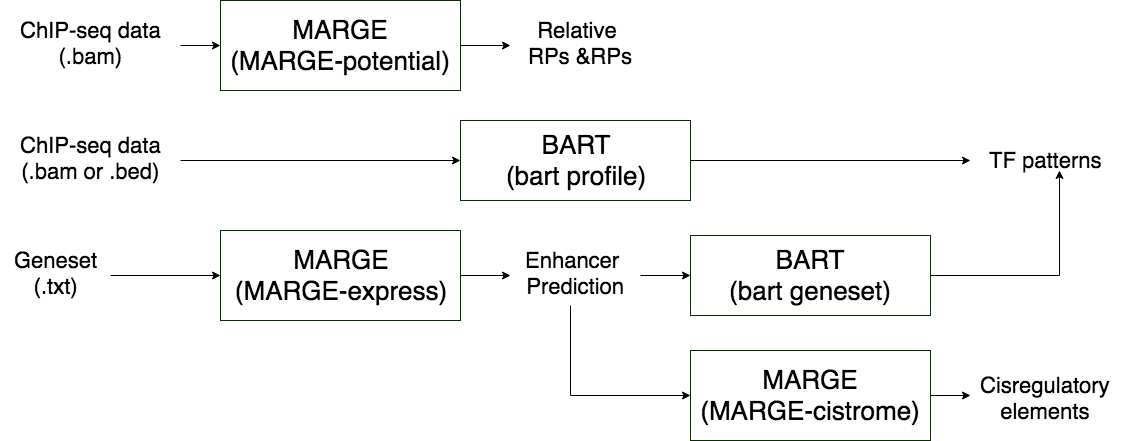 ChIP-seq data
(.bam)
MARGE
(MARGE-potential)
Relative
RPs &RPs
ChIP-seq data
(.bam or .bed)
BART
(bart profile)
TF patterns
Geneset
(.txt)
MARGE
(MARGE-express)
Enhancer
Prediction
BART
(bart geneset)
MARGE
(MARGE-cistrome)
Cisregulatory
elements